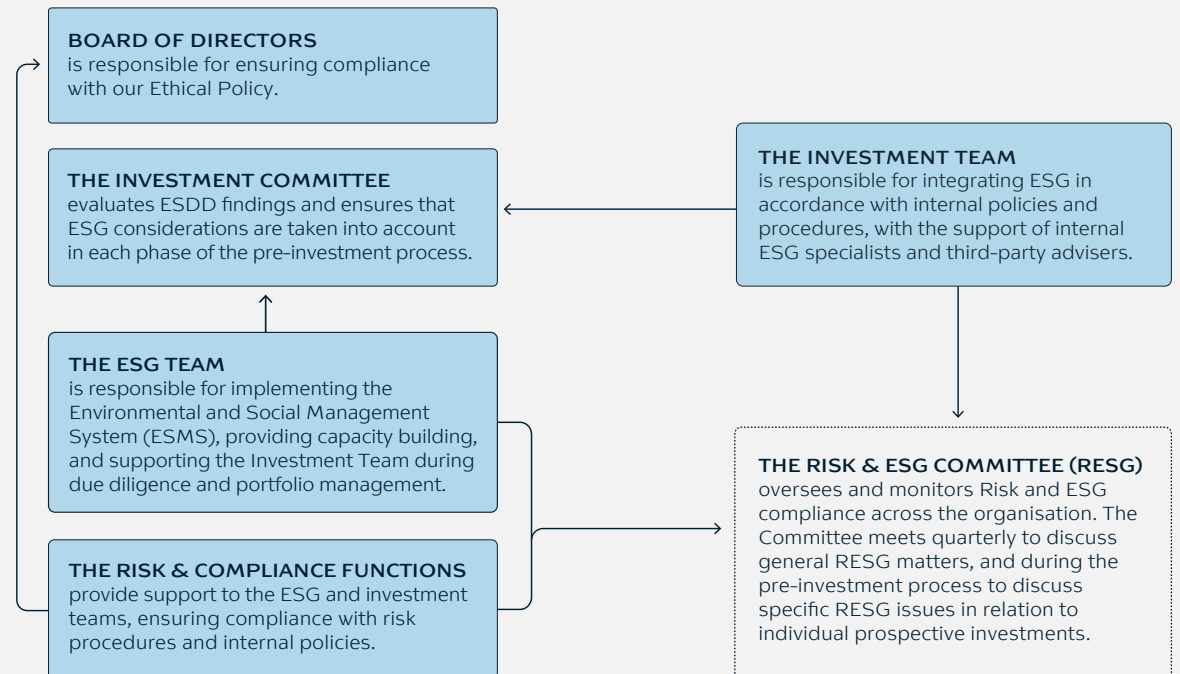 BOARD OF DIRECTORS
is responsible for ensuring compliance
with our Ethical Policy.
THE INVESTMENT COMMITTEE
evaluates ESDD findings and ensures that
ESG considerations are taken into account
in each phase of the pre-investment process.
THE INVESTMENT TEAM
is responsible for integrating ESG in
accordance with internal policies and
procedures, with the support of internal
ESG specialists and third-party advisers.
THE ESG TEAM
is responsible for implementing the
Environmental and Social Management
System (ESMS), providing capacity building,
and supporting the Investment Team during
due diligence and portfolio management.
THE RISK & COMPLIANCE FUNCTIONS
provide support to the ESG and investment
teams, ensuring compliance with risk
procedures and internal policies.
THE RISK & ESG COMMITTEE (RESG)
oversees and monitors Risk and ESG
compliance across the organisation. The
Committee meets quarterly to discuss
general RESG matters, and during the
pre-investment process to discuss
specific RESG issues in relation to
individual prospective investments.